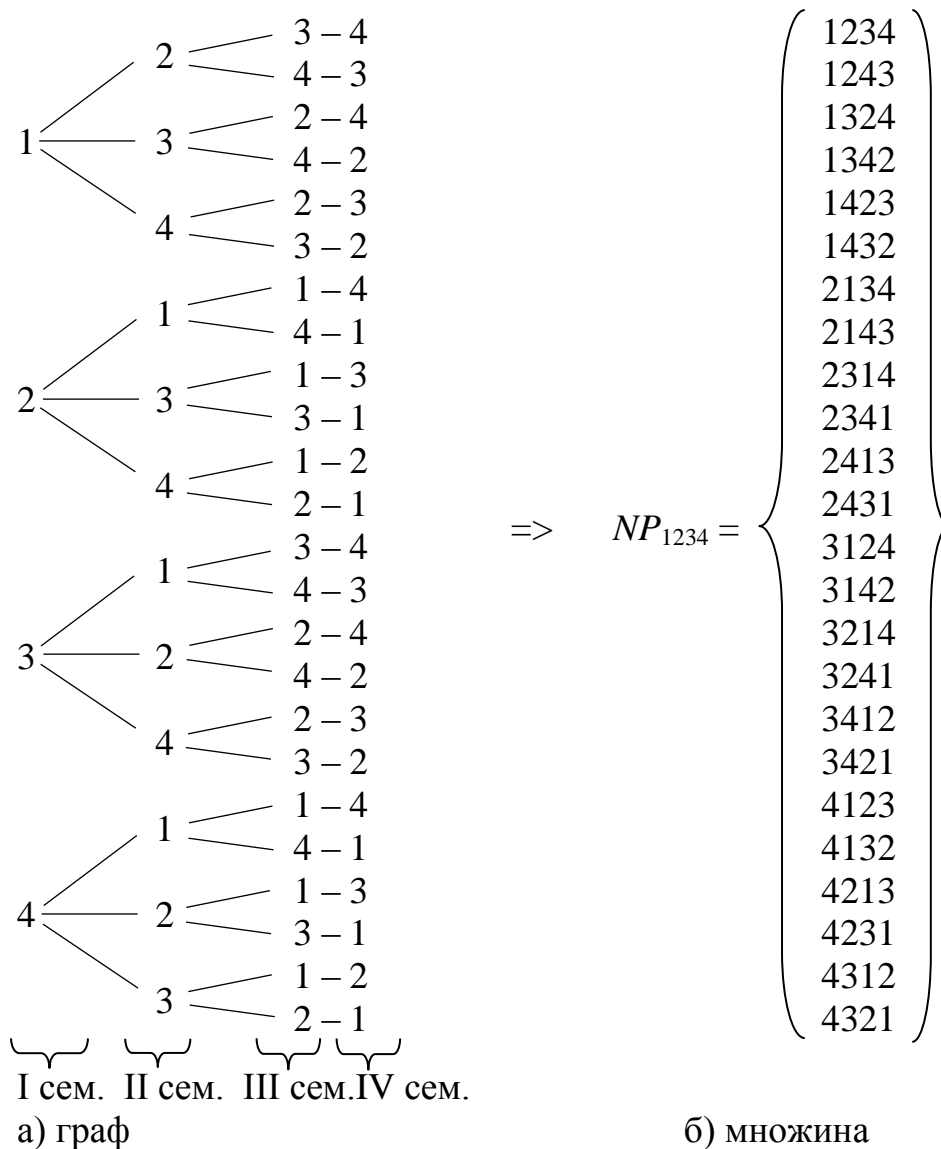 3 – 4 1234
2
4 – 3 1243
2 – 4 1324
1 3
4 – 2 1342
2 – 3 1423
4
3 – 2 1432
1 – 4 2134
1
4 – 1 2143
1 – 3 2314
2 3
3 – 1 2341
1 – 2 2413
4
2 – 1 2431
=> NP1234 =
3 – 4 3124
1
4 – 3 3142
2 – 4 3214
3 2
4 – 2 3241
2 – 3 3412
4
3 – 2 3421
1 – 4 4123
1
4 – 1 4132
1 – 3 4213
4 2
3 – 1 4231
1 – 2 4312
3
2 – 1 4321
I сем. II сем. III сем.IV сем.
а) граф б) множина